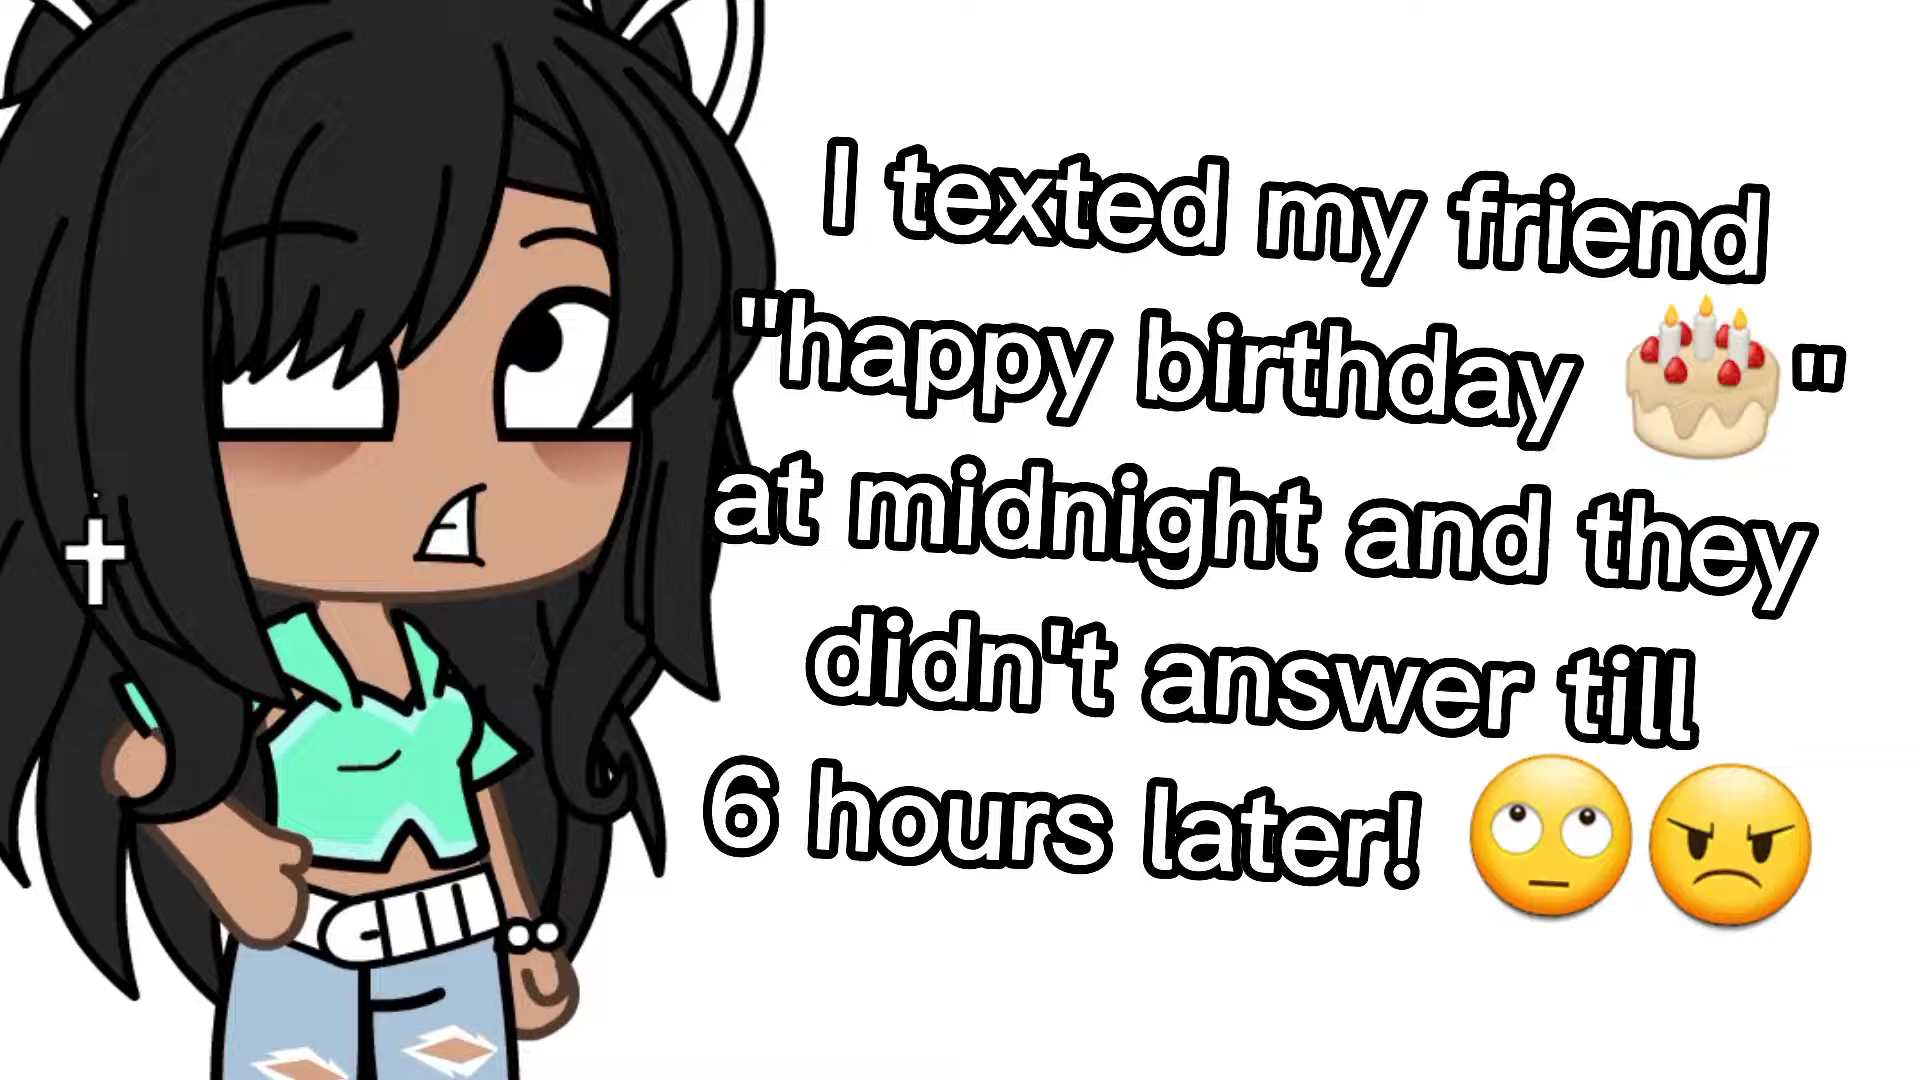 I texted my friend
"happy birthday 🎂"
at midnight and they
didn't answer till
6 hours later! 🙄😠